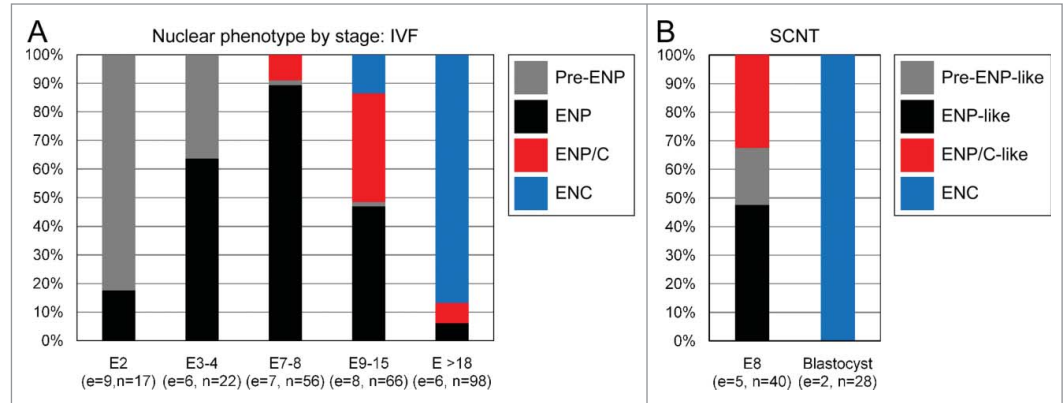 A
Nuclear phenotype by stage: IVF
100%
90%
80%
70%
60%
50%
40%
30%
20%
10%
0%
E2
(e=9,n=17)
E3-4
(e=6, n=22)
E7-8
(e=7, n=56)
E9-15
(e=8, n=66)
E >18
(e=6, n=98)
Pre-ENP
ENP
ENP/C
ENC
B
SCNT
100%
90%
80%
70%
60%
50%
40%
30%
20%
10%
0%
E8
(e=5, n=40)
Blastocyst
(e=2, n=28)
Pre-ENP-like
ENP-like
ENP/C-like
ENC